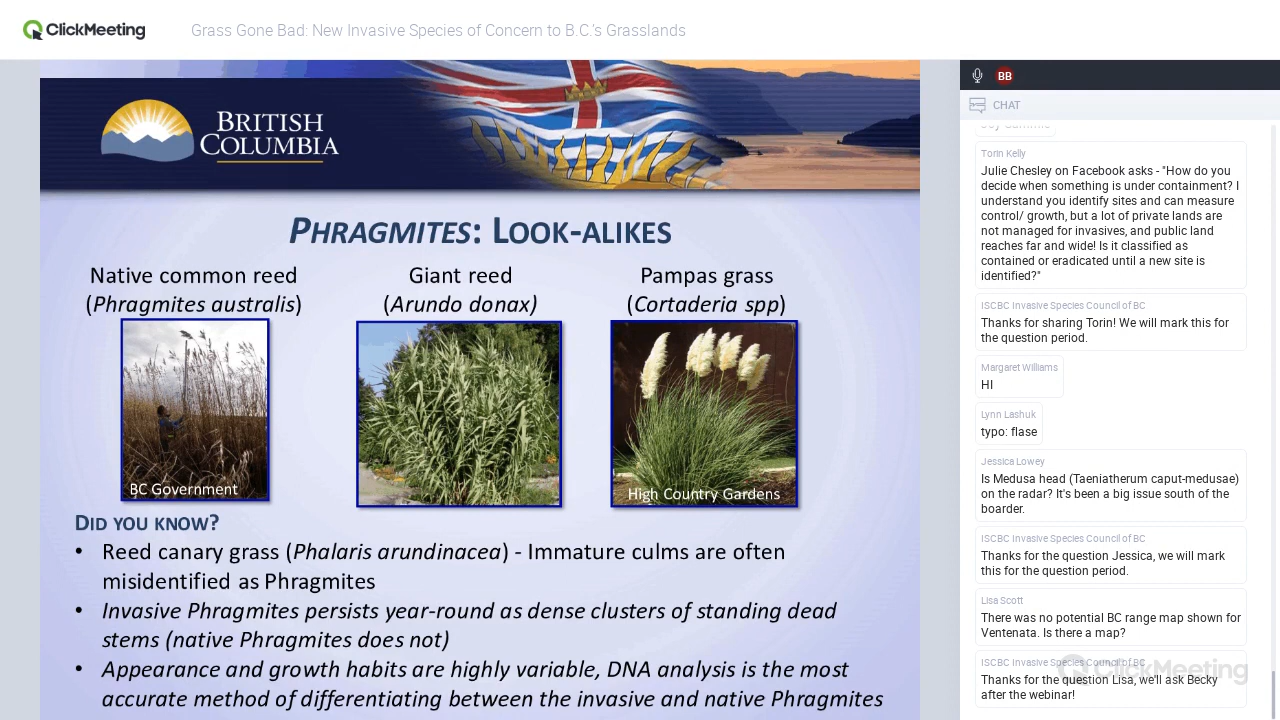 ClickMeeting
Grass Gone Bad: New Invasive Species of Concern to B.C.'s Grasslands
BRITISH
COLUMBIA
PHRAGMITES: LOOK-ALIKES
Native common reed
(Phragmites australis)
Giant reed
(Arundo donax)
Pampas grass
(Cortaderia spp)
BC Government
High Country Gardens
DID YOU KNOW?
• Reed canary grass (Phalaris arundinacea) - Immature culms are often
misidentified as Phragmites
• Invasive Phragmites persists year-round as dense clusters of standing dead
stems (native Phragmites does not)
• Appearance and growth habits are highly variable, DNA analysis is the most
accurate method of differentiating between the invasive and native Phragmites
BB
CHAT
Torin Kelly
Julie Chesley on Facebook asks - "How do you
decide when something is under containment? I
understand you identify sites and can measure
control/ growth, but a lot of private lands are
not managed for invasives, and public land
reaches far and wide! Is it classified as
contained or eradicated until a new site is
identified?"
ISCBC Invasive Species Council of BC
Thanks for sharing Torin! We will mark this for
the question period.
Margaret Williams
HI
Lynn Lashuk
typo: flase
Jessica Lowey
Is Medusa head (Taeniatherum caput-medusae)
on the radar? It's been a big issue south of the
boarder.
ISCBC Invasive Species Council of BC
Thanks for the question Jessica, we will mark
this for the question period.
Lisa Scott
There was no potential BC range map shown for
Ventenata. Is there a map?
ISCBC Invasive Species Council of BC
Thanks for the question Lisa, we'll ask Becky
after the webinar!
ClickMeeting